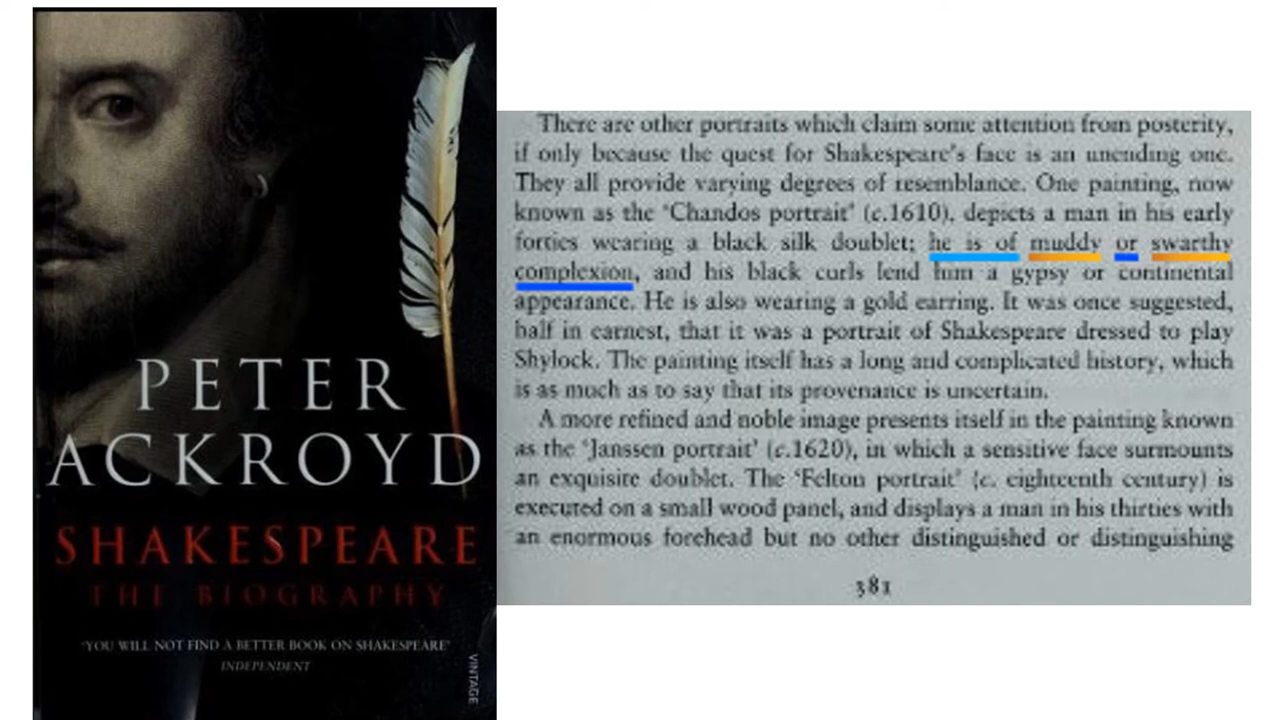 PETER
ACKROYD
SHAKESPEARE
THE BIOGRAPHY
'YOU WILL NOT FIND A BETTER BOOK ON SHAKESPEARE'
INDEPENDENT
VINTAGE
There are other portraits which claim some attention from posterity,
if only because the quest for Shakespeare's face is an unending one.
They all provide varying degrees of resemblance. One painting, now
known as the 'Chandos portrait' (c.1610), depicts a man in his early
forties wearing a black silk doublet; he is of muddy or swarthy
complexion, and his black curls lend him a gypsy or continental
appearance. He is also wearing a gold earring. It was once suggested,
half in earnest, that it was a portrait of Shakespeare dressed to play
Shylock. The painting itself has a long and complicated history, which
is as much as to say that its provenance is uncertain.
A more refined and noble image presents itself in the painting known
as the 'Janssen portrait' (c.1620), in which a sensitive face surmounts
an exquisite doublet. The 'Felton portrait' (c. eighteenth century) is
executed on a small wood panel, and displays a man in his thirties with
an enormous forehead but no other distinguished or distinguishing
381